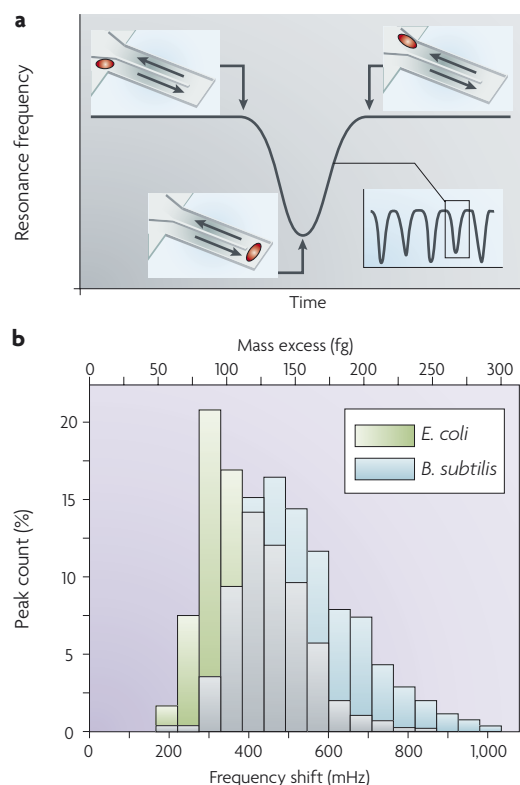 a
Resonance frequency
Time
b
Mass excess (fg)
0 50 100 150 200 250 300
20
15
10
5
0
Peak count (%)
E. coli
B. subtilis
0 200 400 600 800 1,000
Frequency shift (mHz)